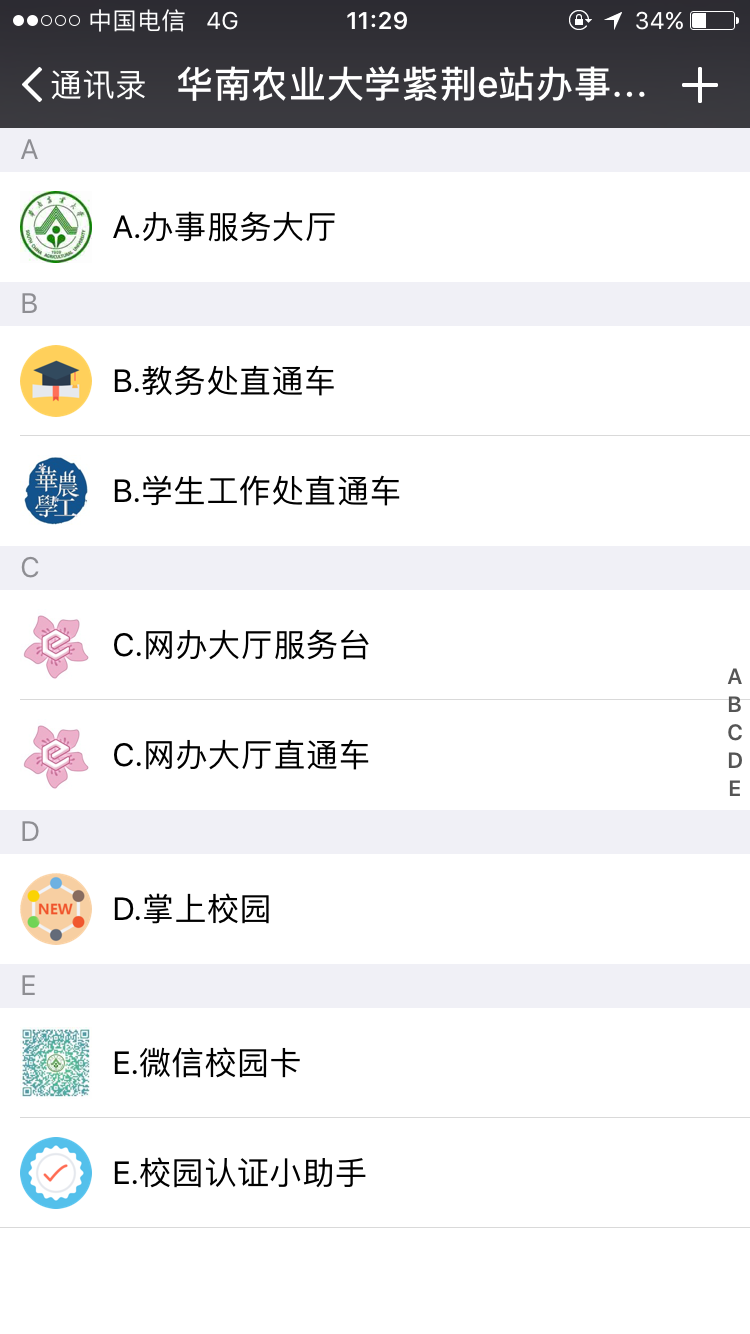 中国电信 4G 11:29 34%
通讯录 华南农业大学紫荆e站办事...
A
A.办事服务大厅
B
B.教务处直通车
華農
學工
B.学生工作处直通车
C
C.网办大厅服务台
C.网办大厅直通车
A
B
C
D
E
D
NEW
D.掌上校园
E
E.微信校园卡
E.校园认证小助手